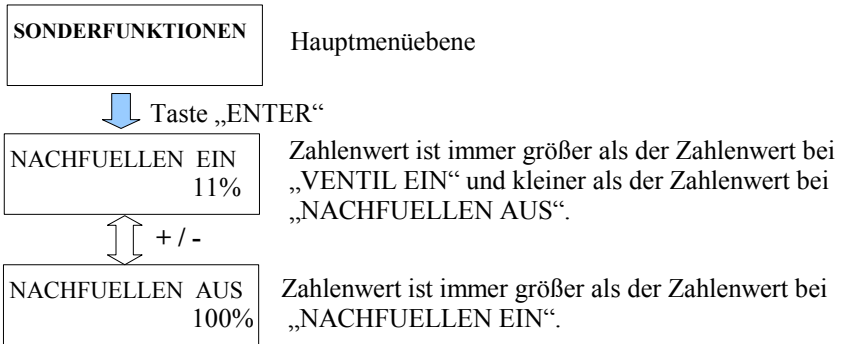 SONDERFUNKTIONEN
Hauptmenüebene
Taste „ENTER“
NACHFUELLEN EIN
11%
Zahlenwert ist immer größer als der Zahlenwert bei
„VENTIL EIN“ und kleiner als der Zahlenwert bei
„NACHFUELLEN AUS“.
+ / -
NACHFUELLEN AUS
100%
Zahlenwert ist immer größer als der Zahlenwert bei
„NACHFUELLEN EIN“.